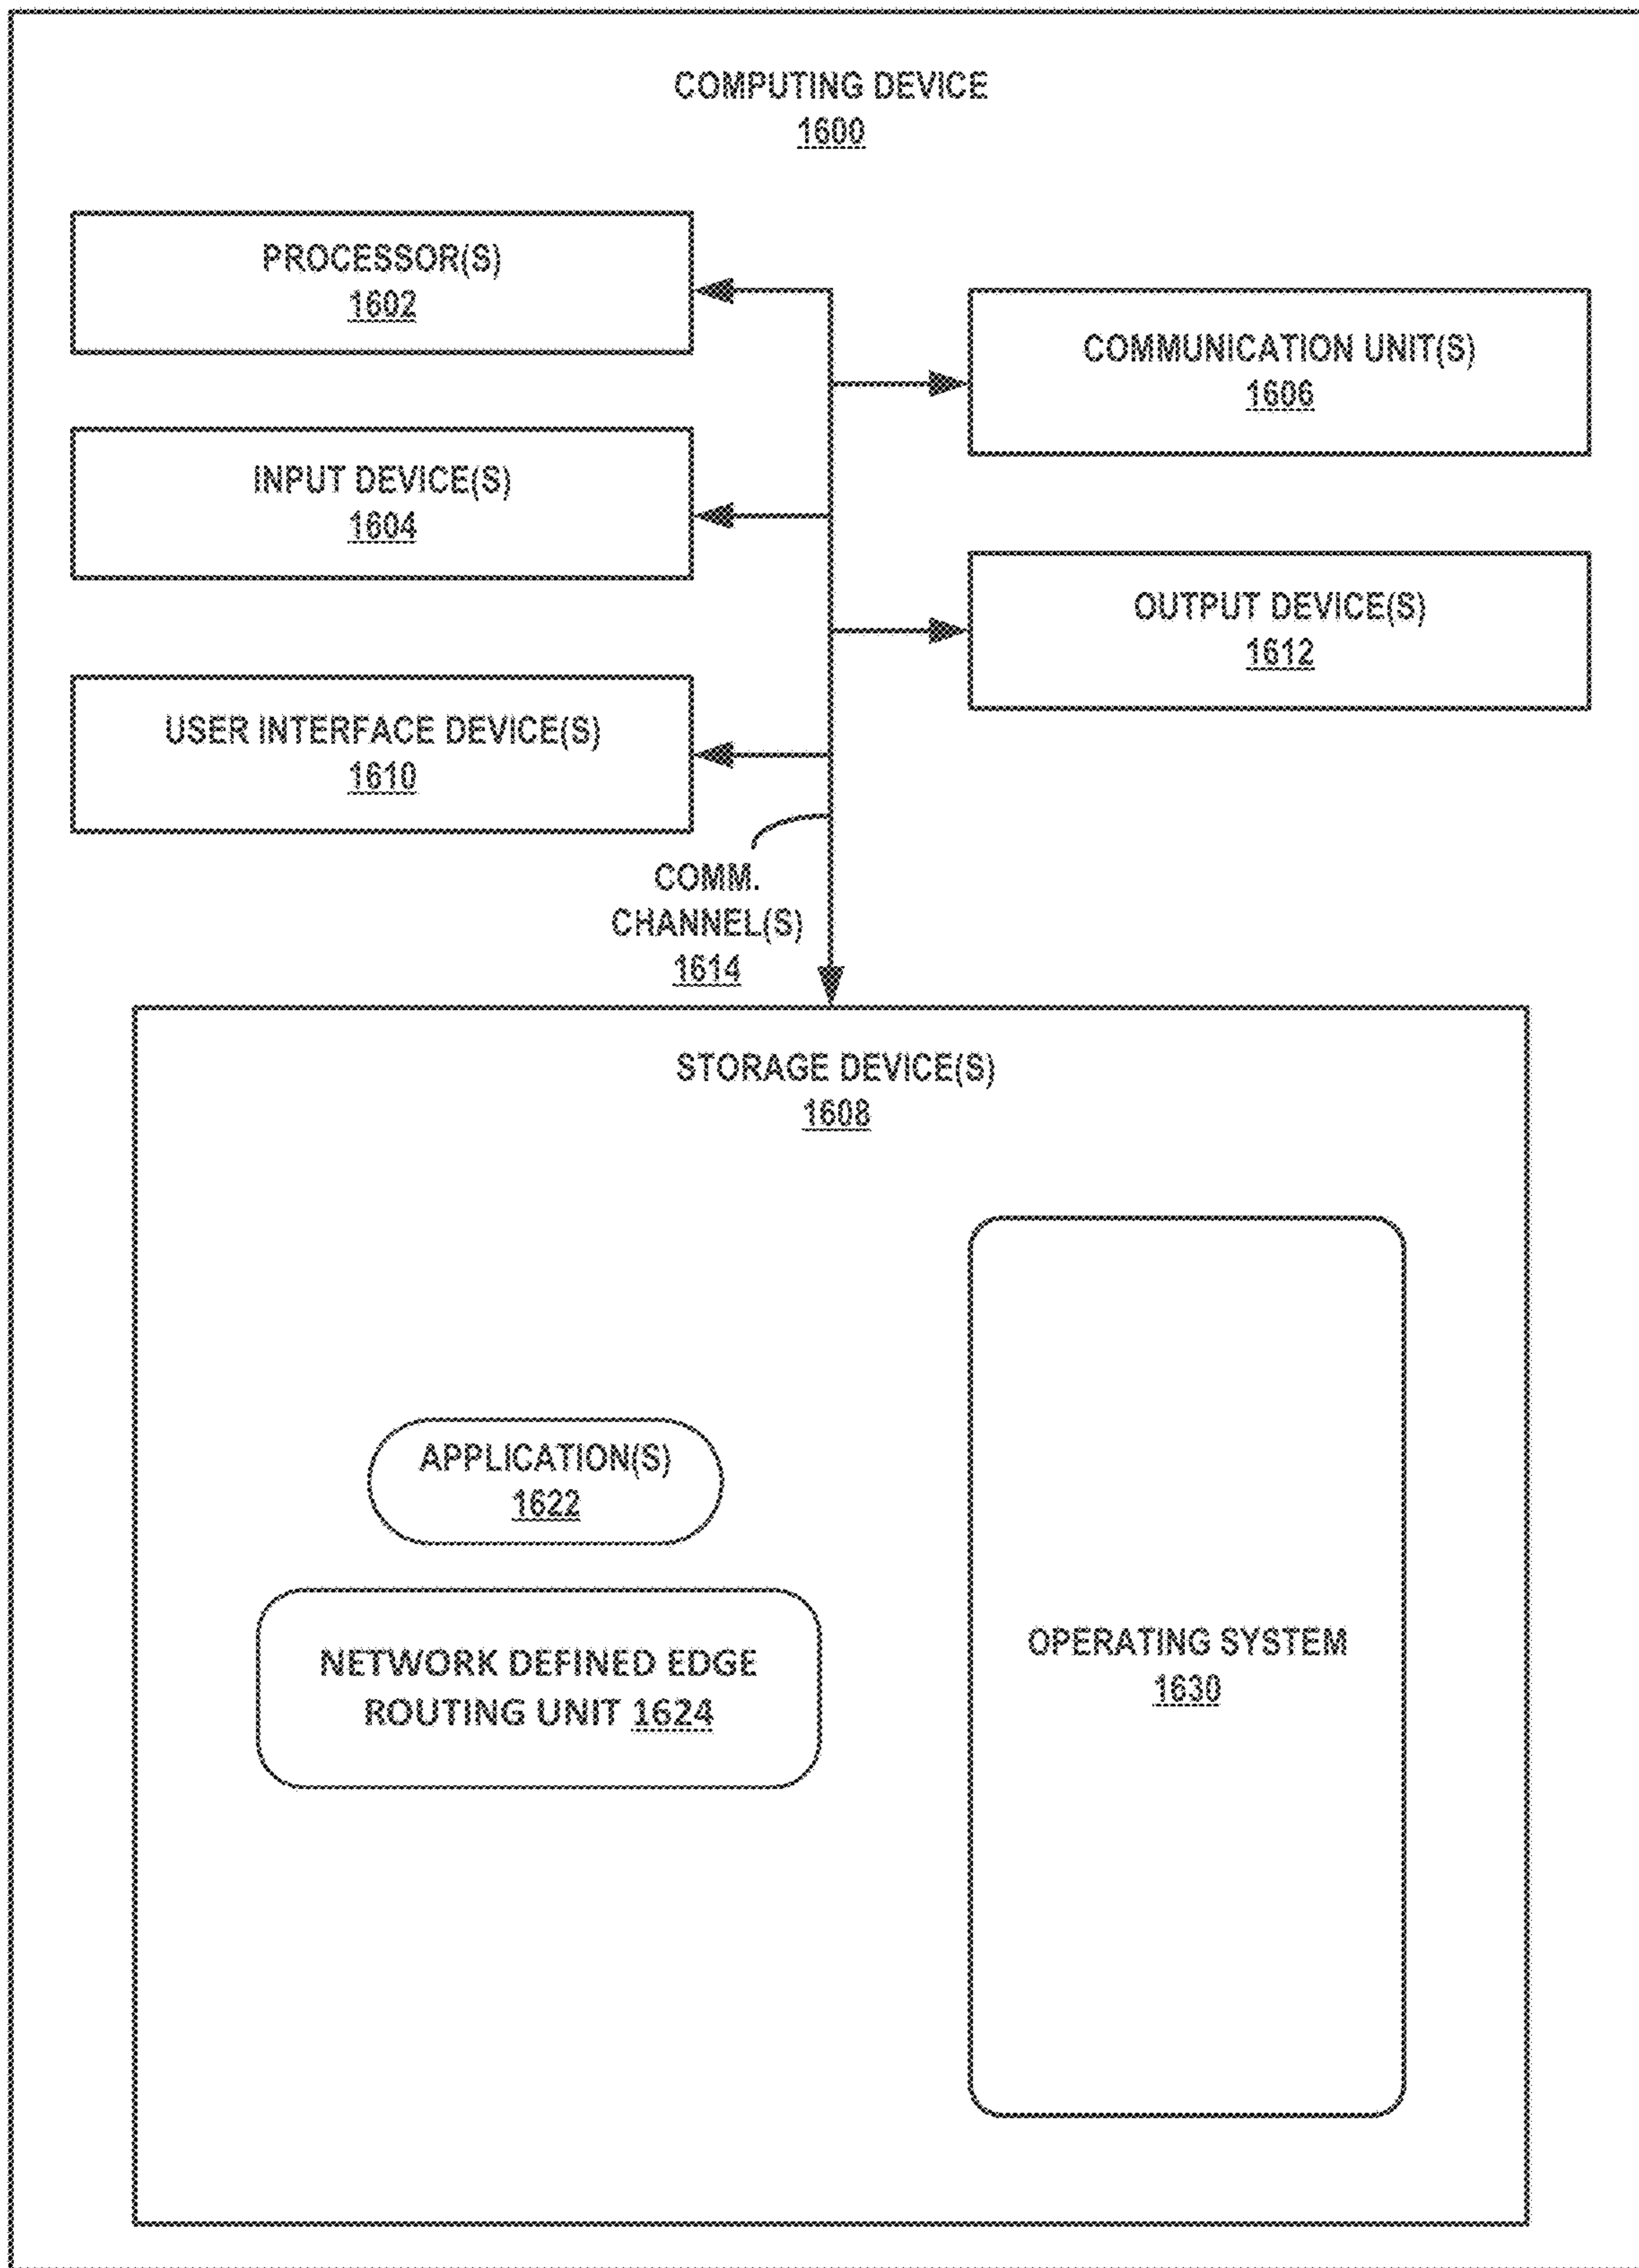 COMPUTING DEVICE
1600
PROCESSOR(S)
1602
COMMUNICATION UNIT(S)
1606
INPUT DEVICE(S)
1604
OUTPUT DEVICE(S)
1612
USER INTERFACE DEVICE(S)
1610
COMM.
CHANNEL(S)
1614
STORAGE DEVICE(S)
1608
APPLICATION(S)
1622
NETWORK DEFINED EDGE
ROUTING UNIT 1624
OPERATING SYSTEM
1630